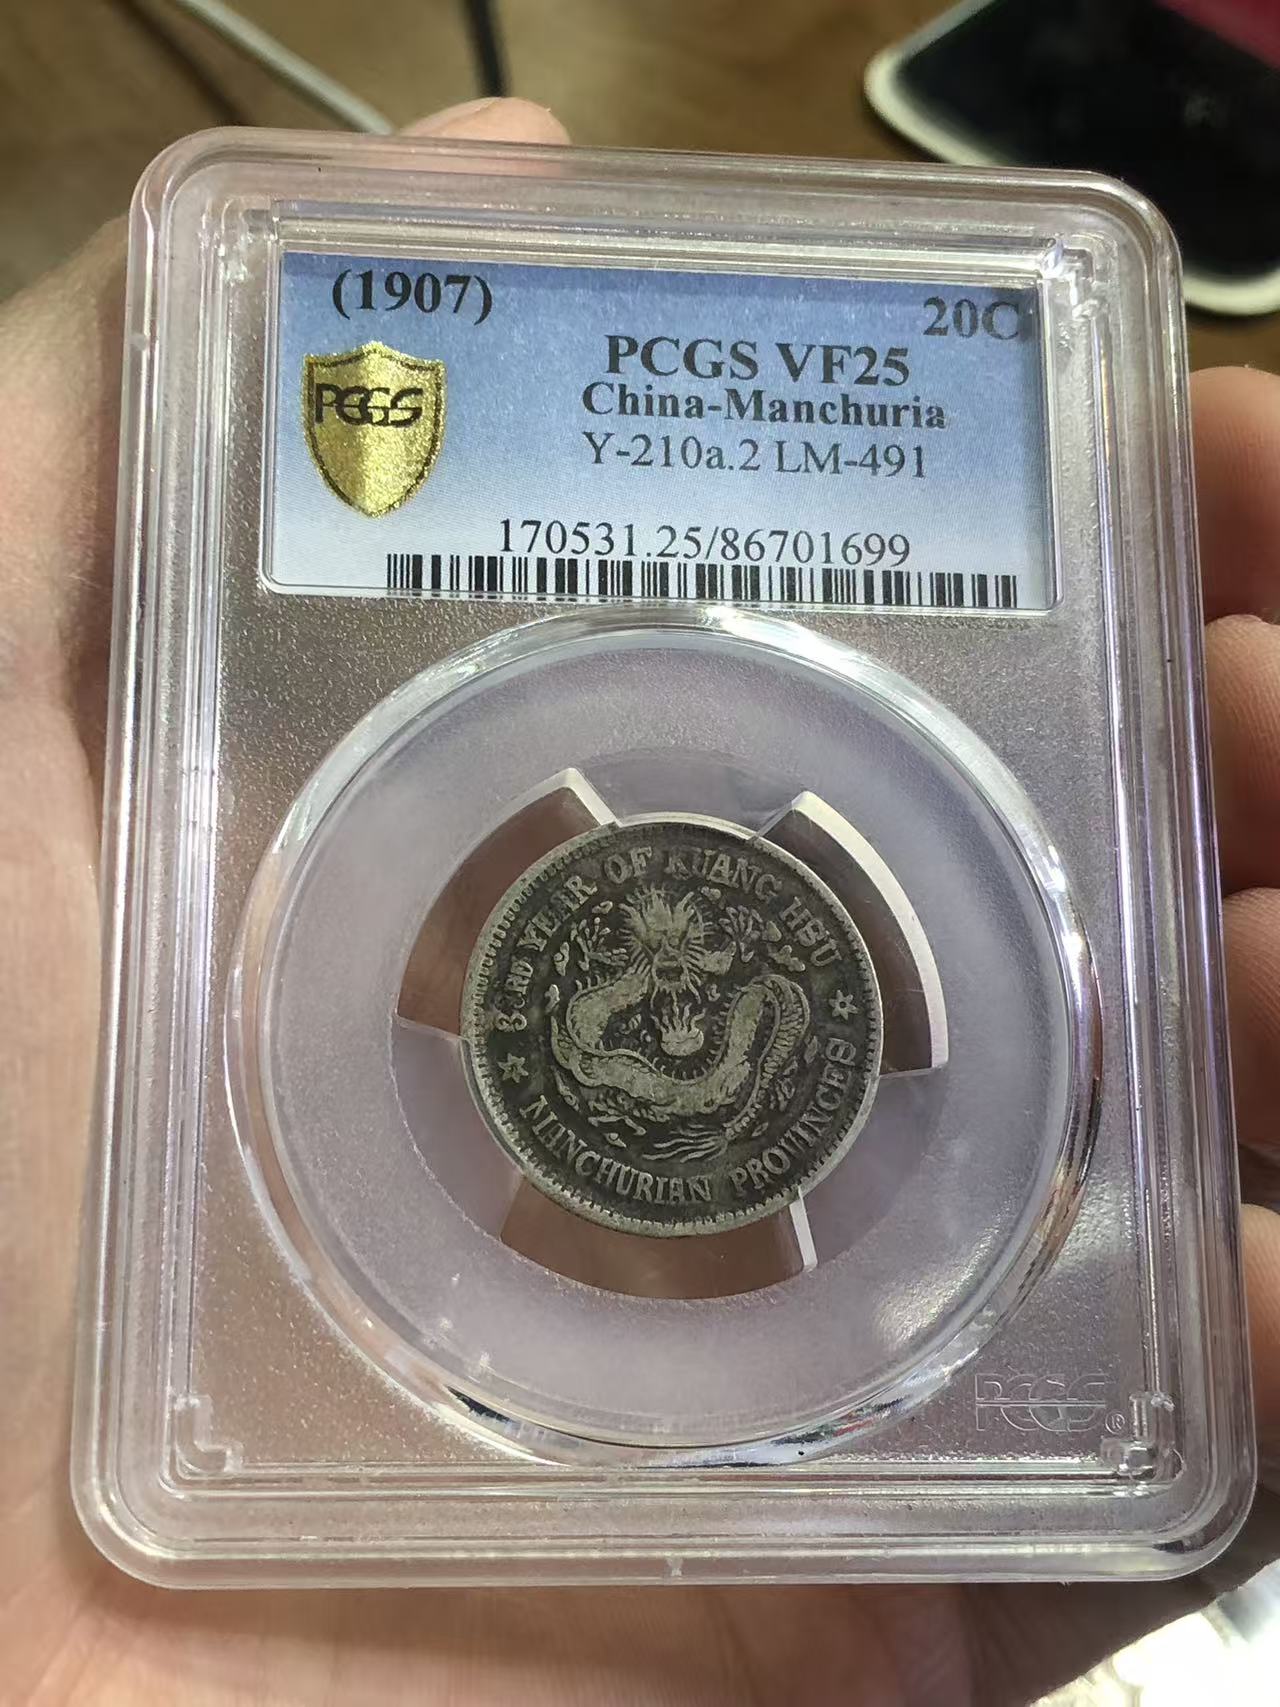 (1907)
20C
PCGS
PCGS VF25
China-Manchuria
Y-210a.2 LM-491
170531.25/86701699
33RD YEAR OF KUANG HSU
MANCHURIAN PROVINCES
PCGS®